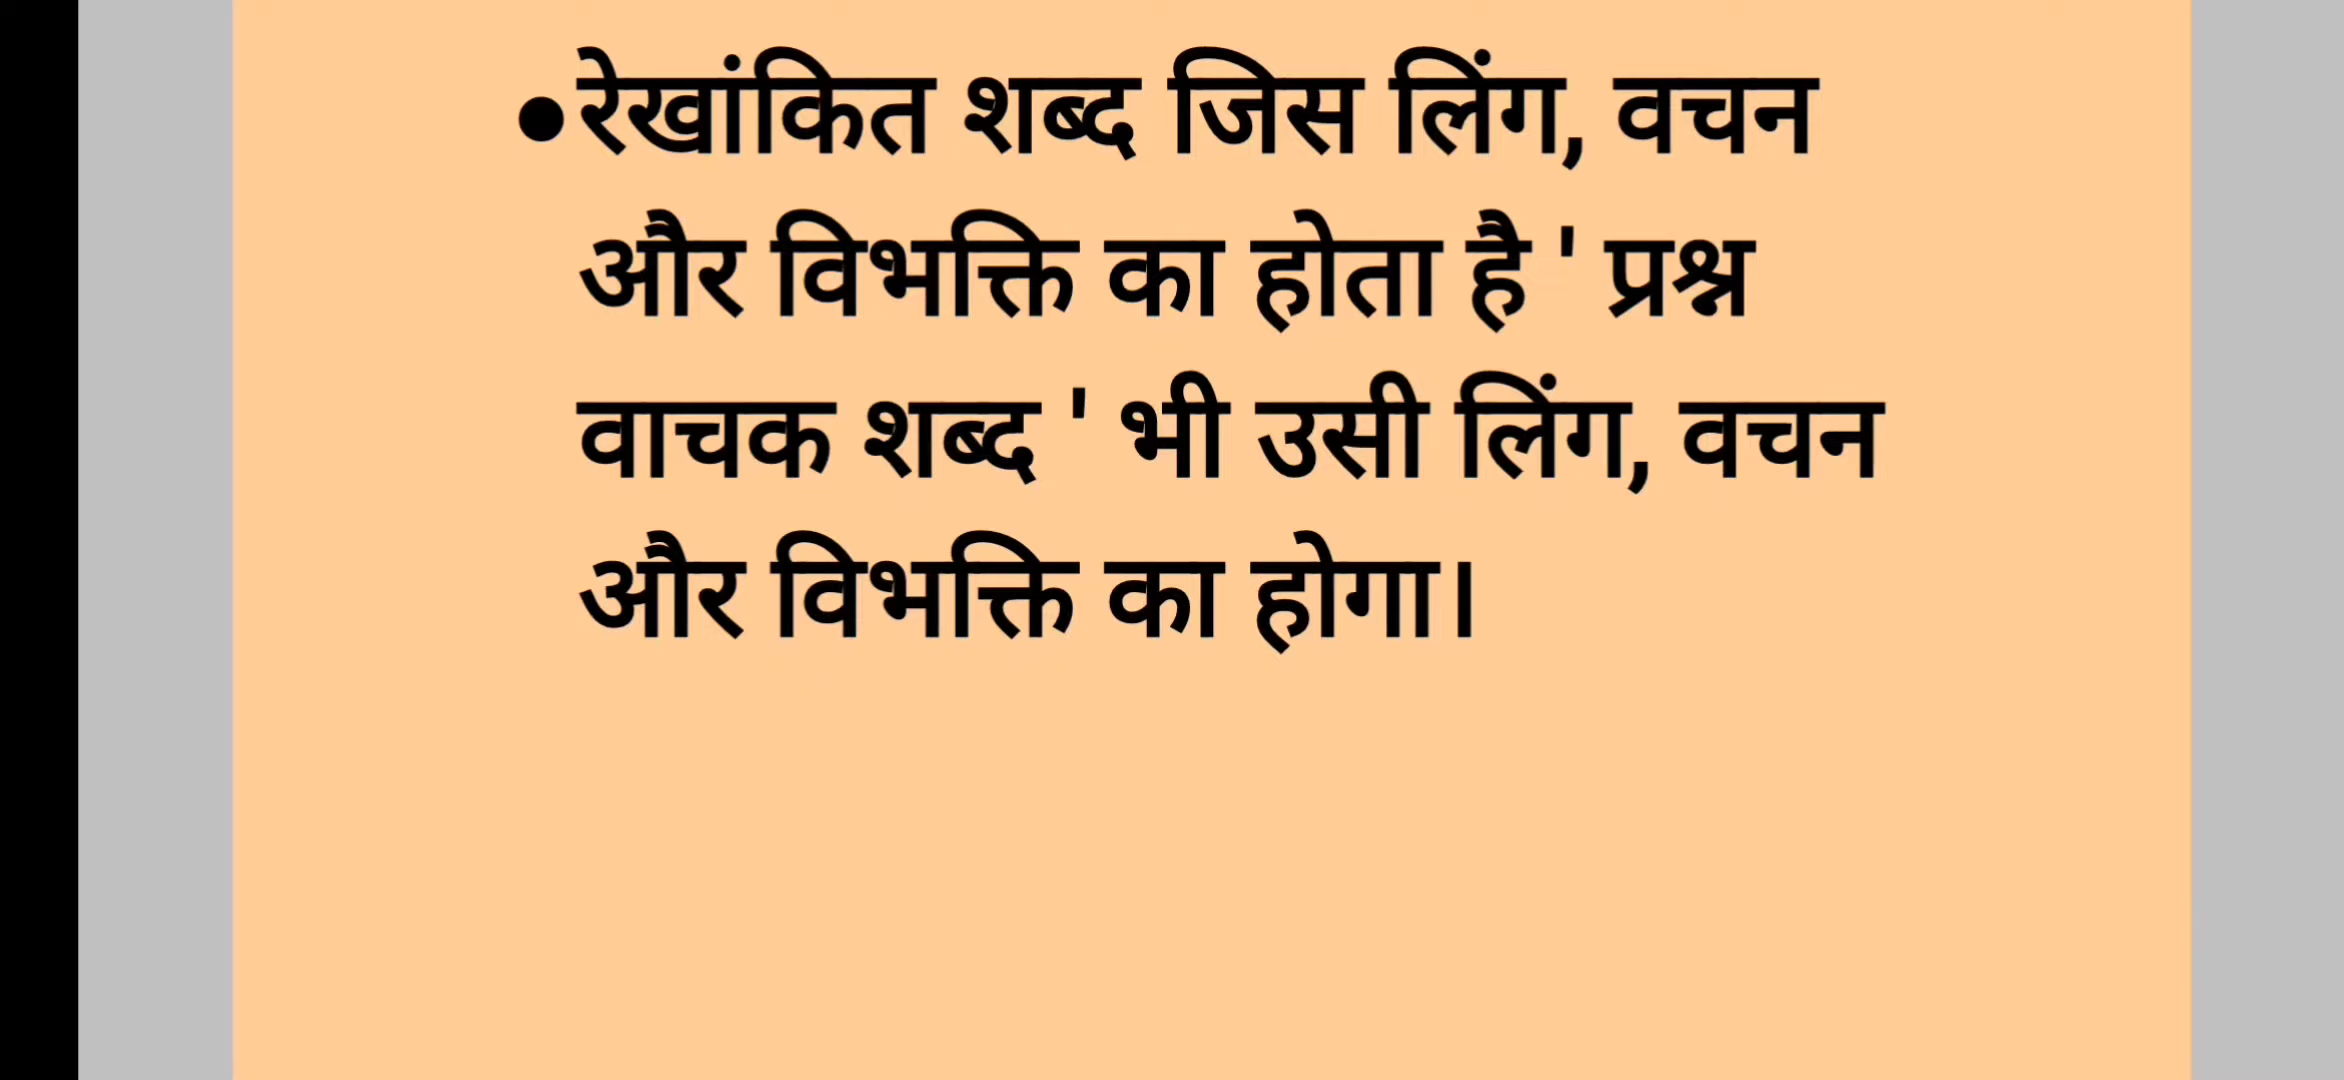 •रेखांकित शब्द जिस लिंग, वचन
और विभक्ति का होता है ' प्रश्न
वाचक शब्द ' भी उसी लिंग, वचन
और विभक्ति का होगा।